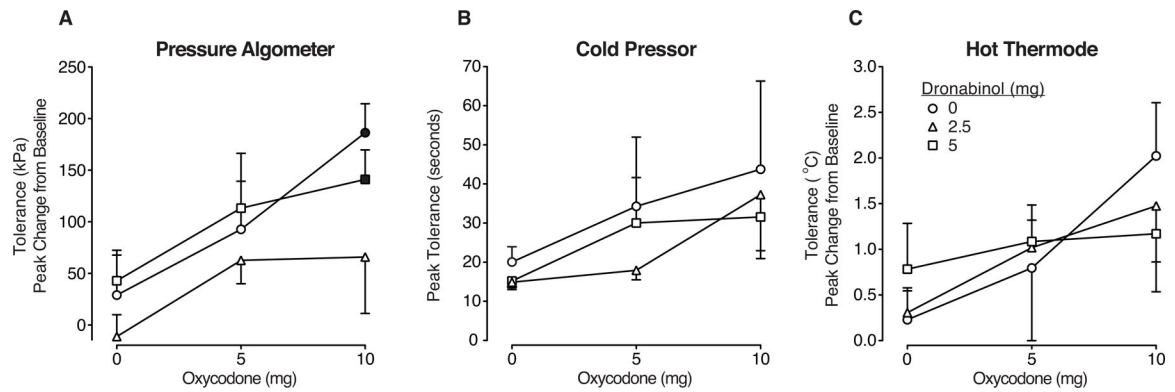 A
Pressure Algometer
250
200
150
100
50
0
Tolerance (kPa)
Peak Change from Baseline
0
5
10
Oxycodone (mg)
B
Cold Pressor
70
60
50
40
30
20
10
0
Peak Tolerance (seconds)
0
5
10
Oxycodone (mg)
C
Hot Thermode
3.0
2.5
2.0
1.5
1.0
0.5
0.0
Tolerance (°C)
Peak Change from Baseline
Dronabinol (mg)
0
2.5
5
0
5
10
Oxycodone (mg)